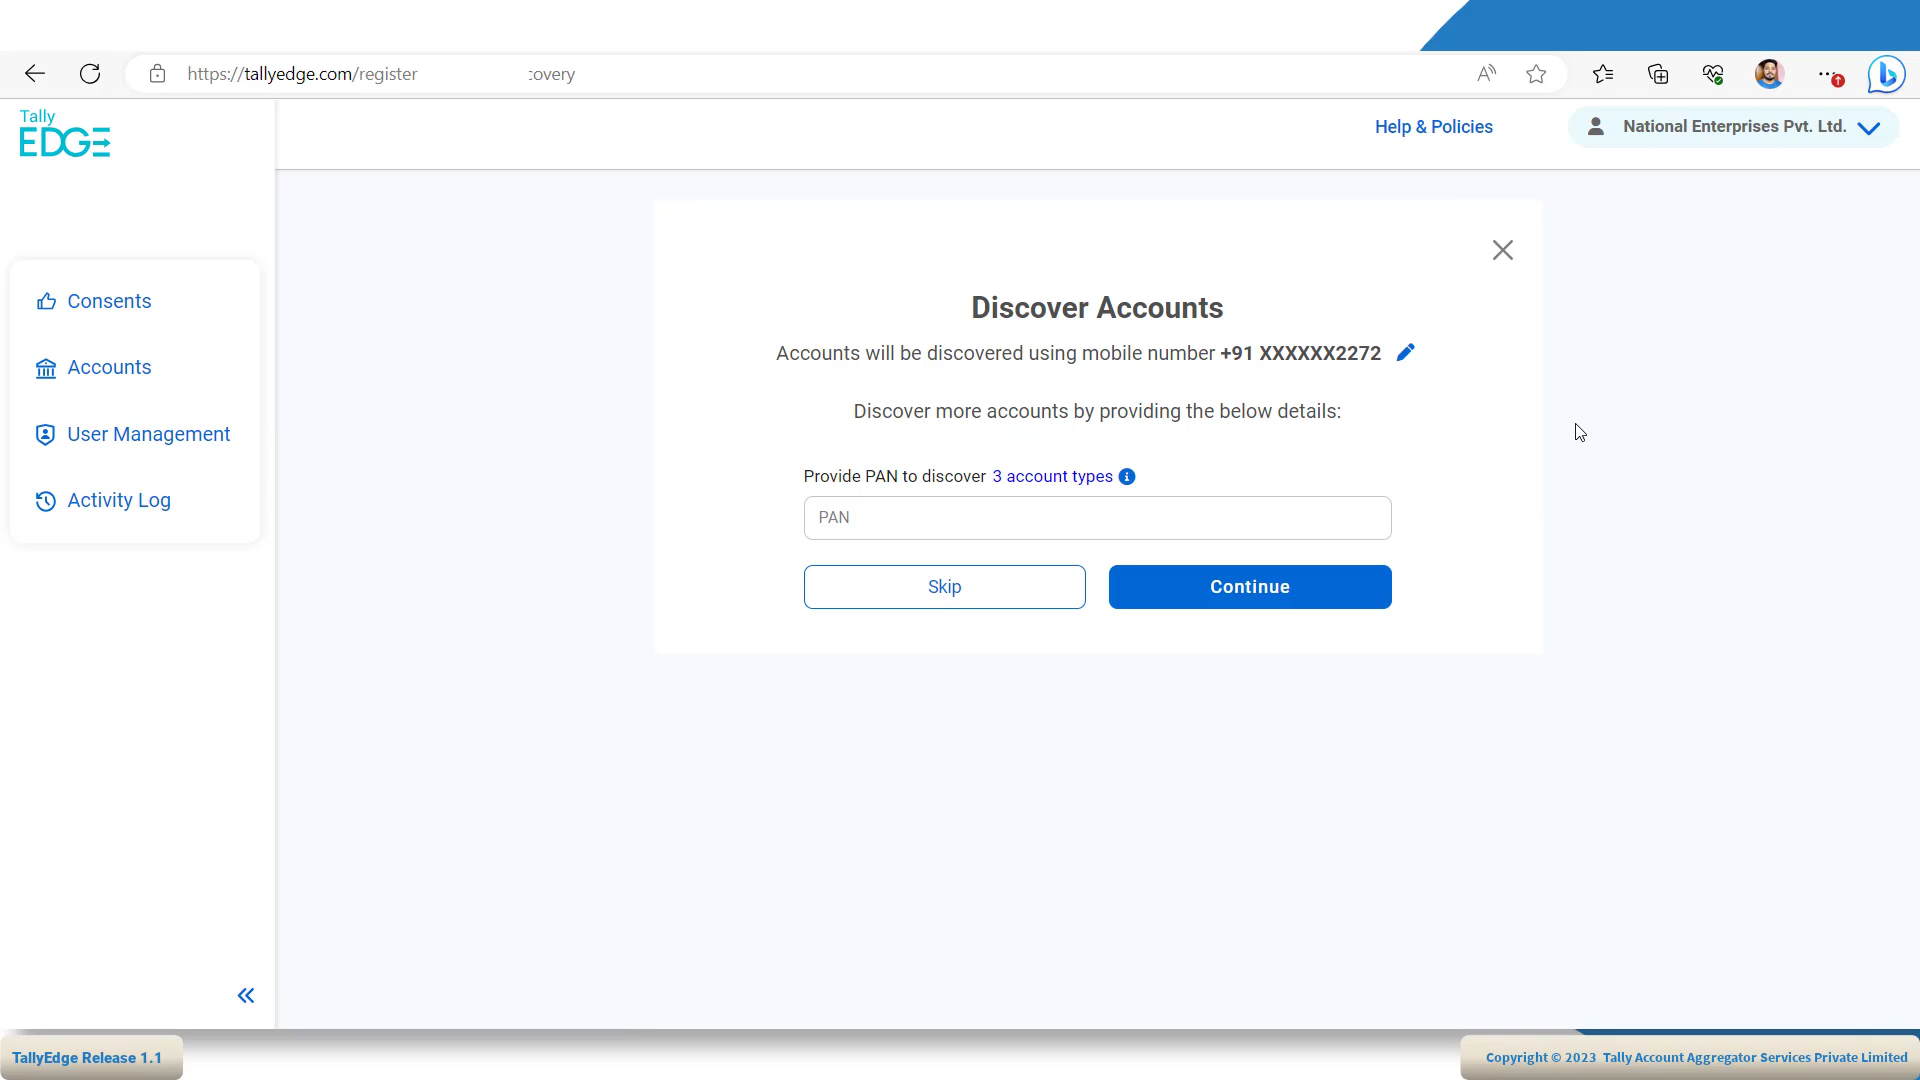 https://tallyedge.com/register covery
Tally
EDGE
Help & Policies
National Enterprises Pvt. Ltd.
Consents
Accounts
User Management
Activity Log
Discover Accounts
Accounts will be discovered using mobile number +91 XXXXXX2272
Discover more accounts by providing the below details:
Provide PAN to discover 3 account types
PAN
Skip
Continue
TallyEdge Release 1.1
Copyright © 2023 Tally Account Aggregator Services Private Limited